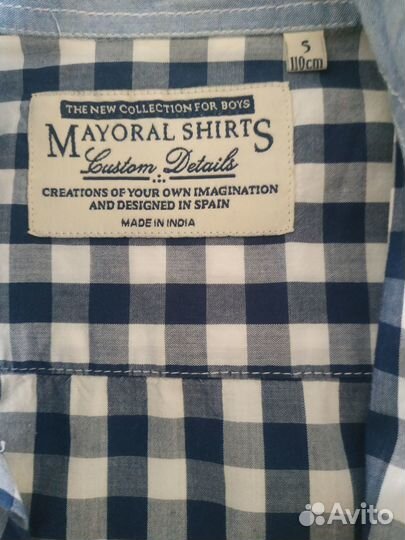 5
110cm
THE NEW COLLECTION FOR BOYS
MAYORAL SHIRTS
Custom Details
CREATIONS OF YOUR OWN IMAGINATION
AND DESIGNED IN SPAIN
MADE IN INDIA
Avito